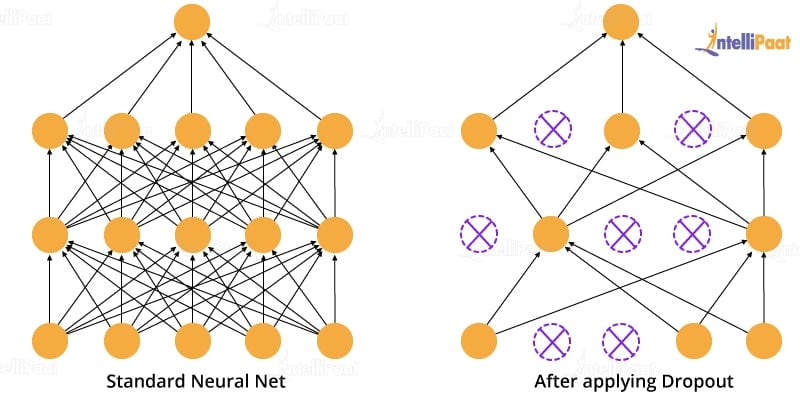 IntelliPaat
Standard Neural Net
After applying Dropout